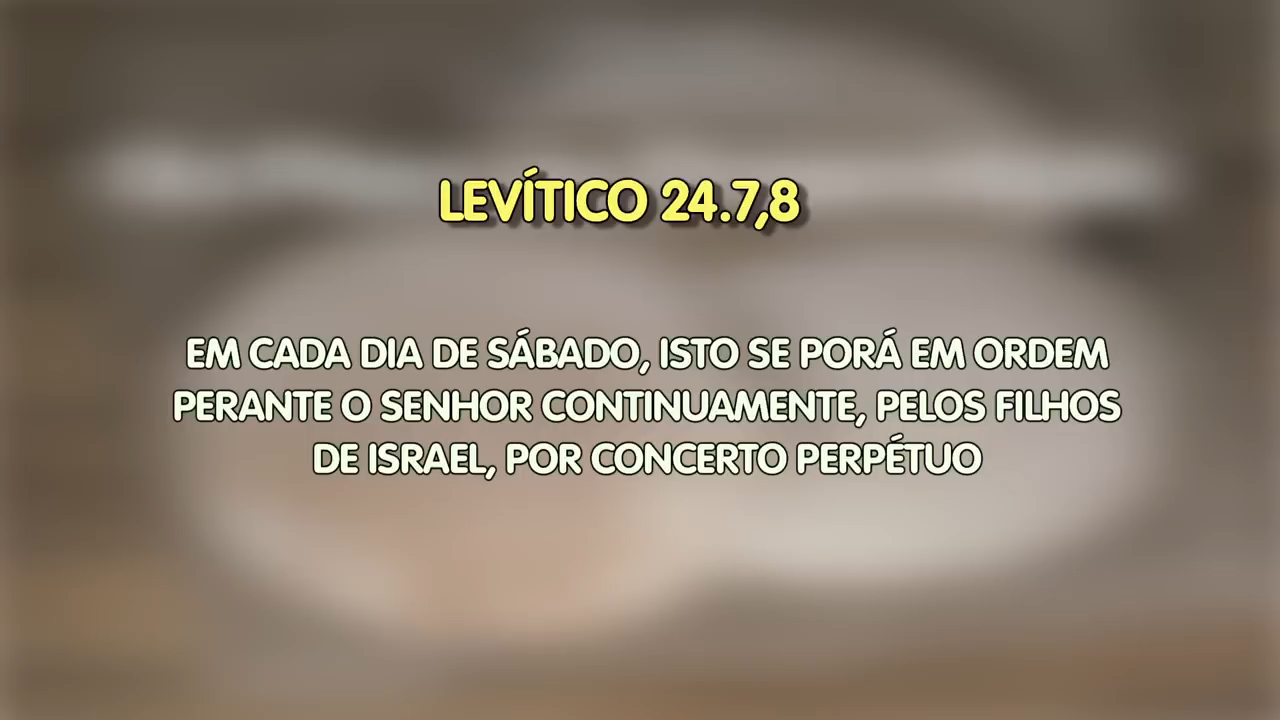 LEVÍTICO 24.7,8
EM CADA DIA DE SÁBADO, ISTO SE PORÁ EM ORDEM
PERANTE O SENHOR CONTINUAMENTE, PELOS FILHOS
DE ISRAEL, POR CONCERTO PERPÉTUO